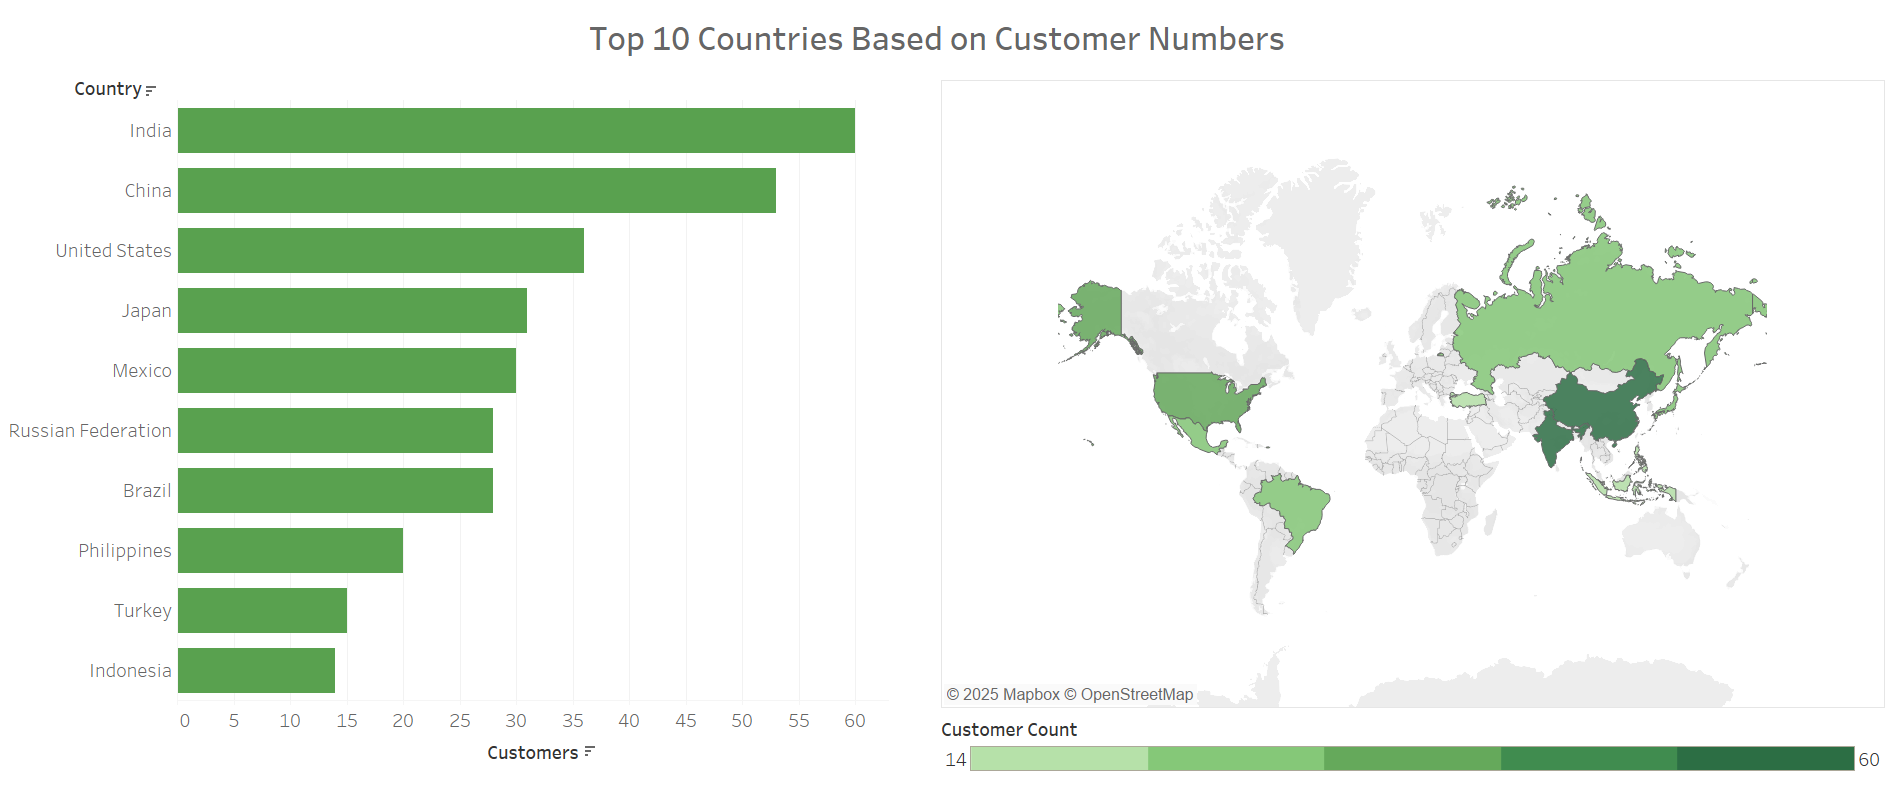 Top 10 Countries Based on Customer Numbers
Country
India
China
United States
Japan
Mexico
Russian Federation
Brazil
Philippines
Turkey
Indonesia
0 5 10 15 20 25 30 35 40 45 50 55 60
Customers
© 2025 Mapbox © OpenStreetMap
Customer Count
14 60